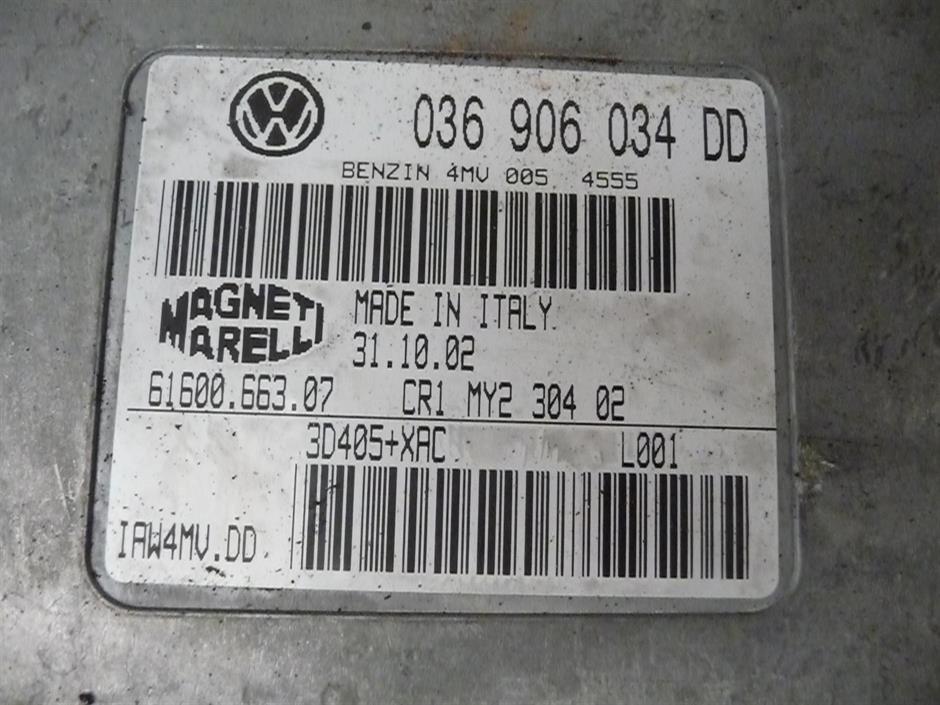 036 906 034 DD
BENZIN 4MV 005 4555
MAGNETI MARELLI
MADE IN ITALY
31.10.02
61600.663.07 CR1 MY2 304 02
3D405+XAC L001
IAW4MV.DD